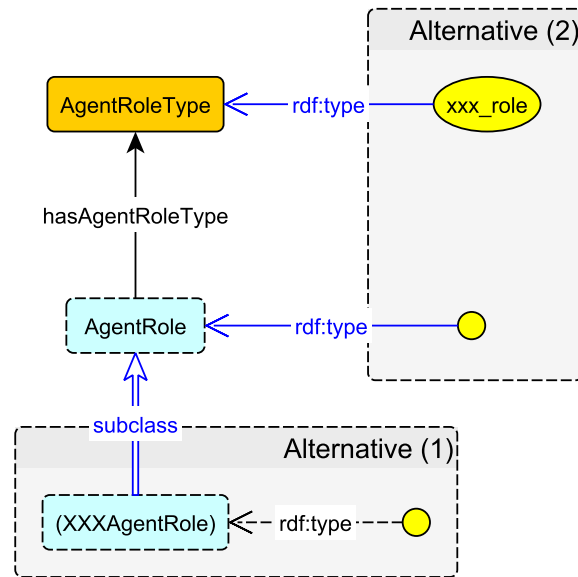 Alternative (2)
AgentRoleType
rdf:type
xxx_role
hasAgentRoleType
AgentRole
rdf:type
subclass
Alternative (1)
(XXXAgentRole)
rdf:type